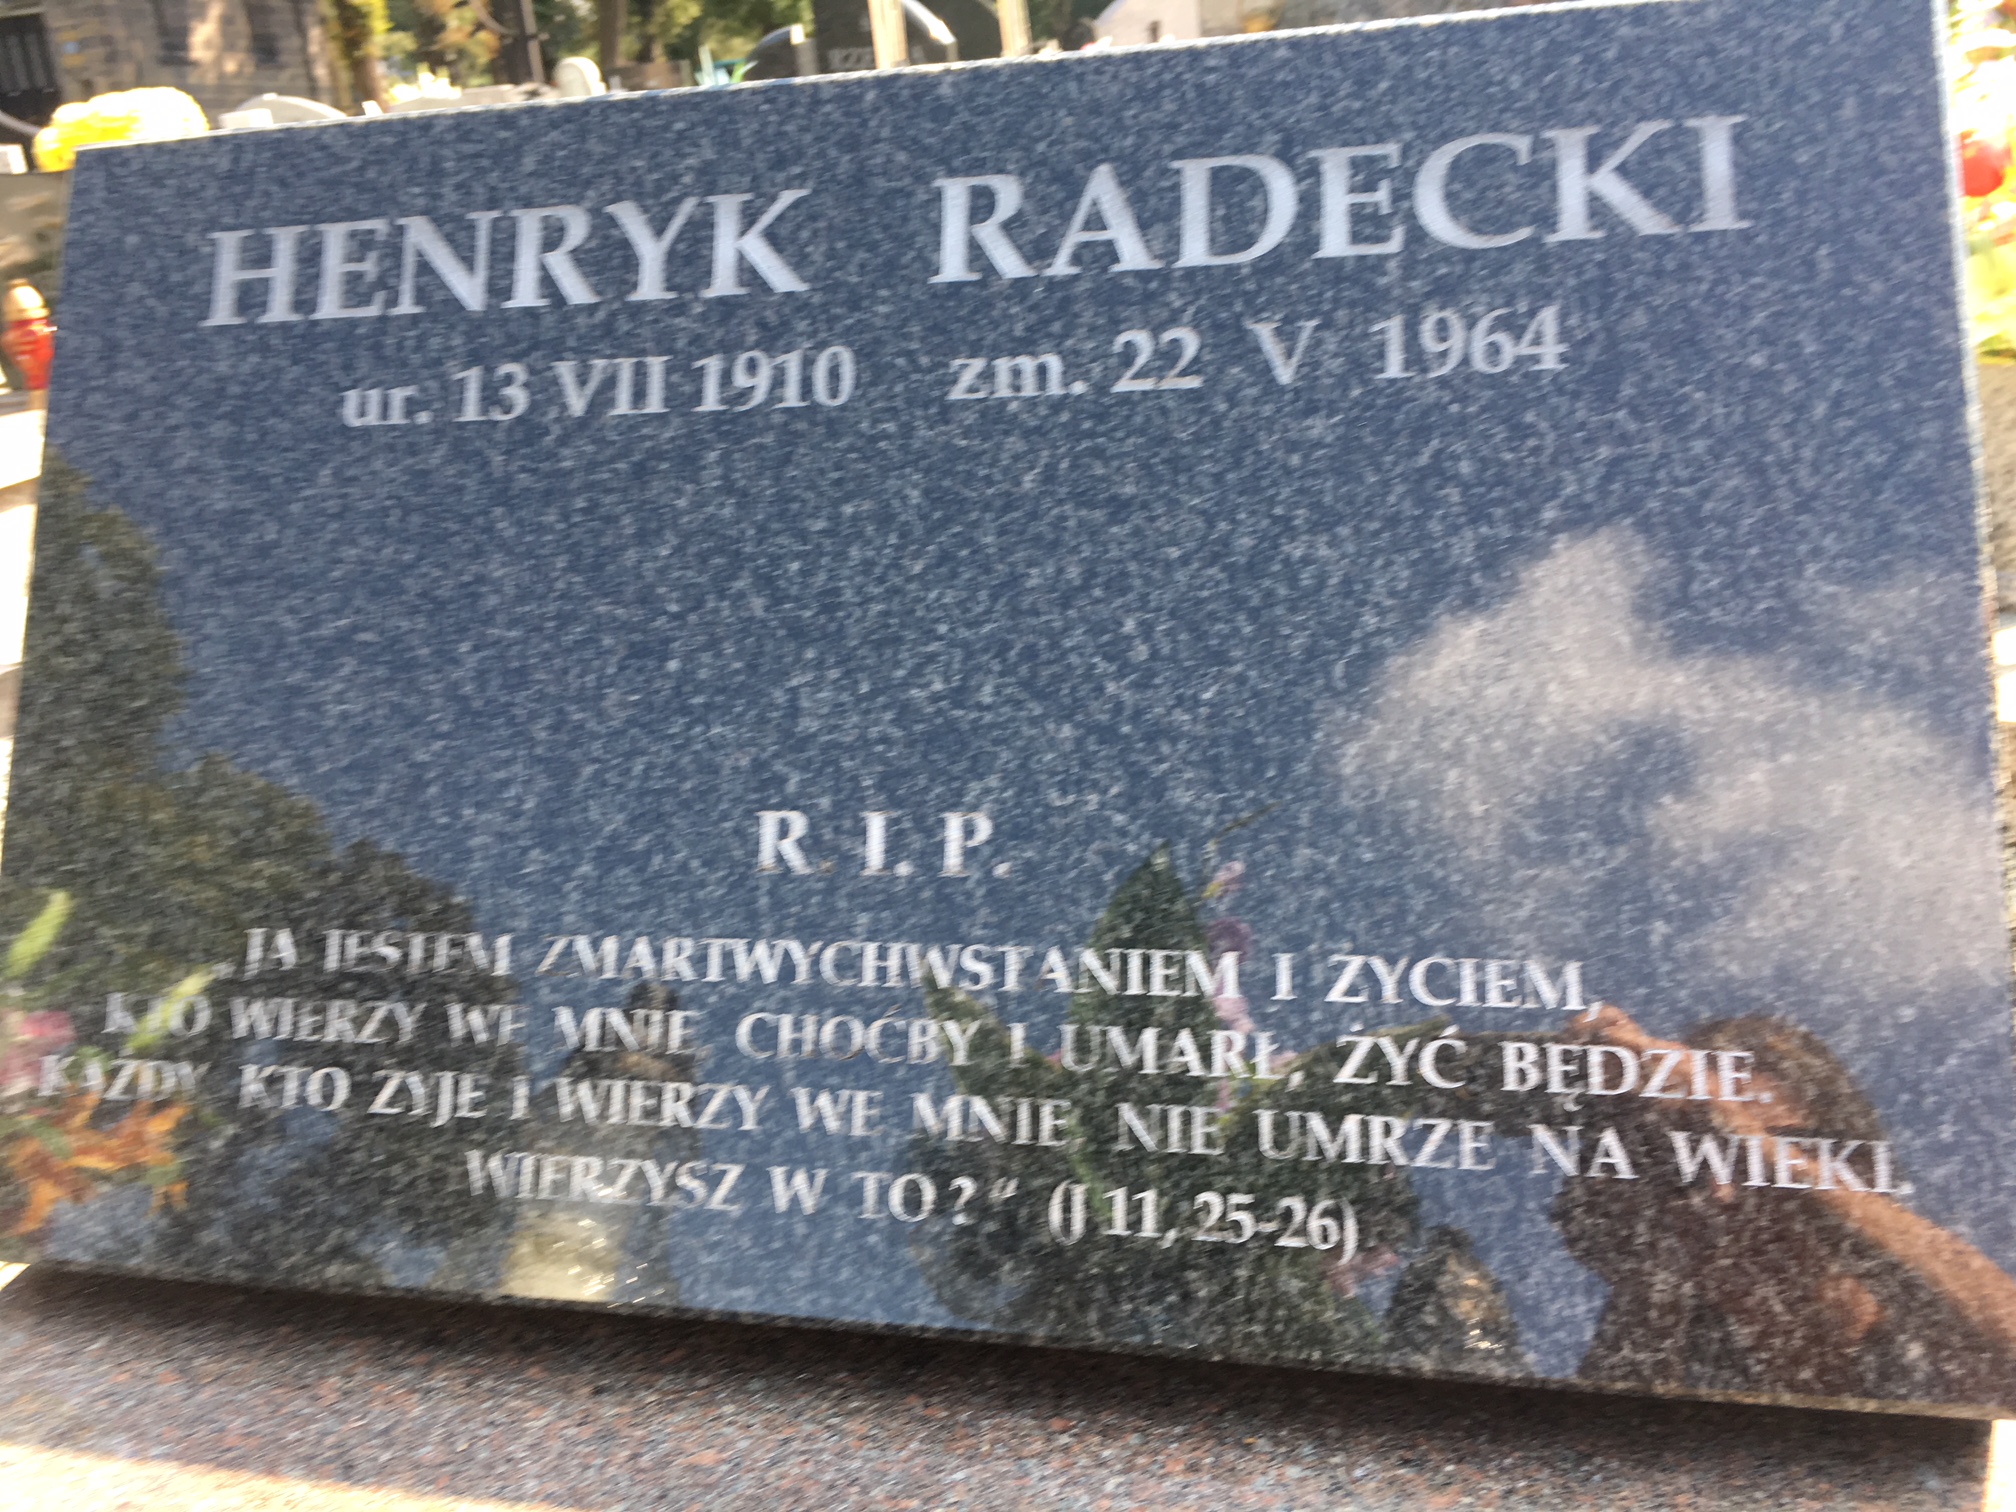 HENRYK RADECKI
ur. 13 VII 1910 zm. 22 V 1964
R. I. P.
„JA JESTEM ZMARTWYCHWSTANIEM I ŻYCIEM,
KTO WIERZY WE MNIE, CHOĆBY I UMARŁ, ŻYĆ BĘDZIE.
KAŻDY, KTO ŻYJE I WIERZY WE MNIE, NIE UMRZE NA WIEKI.
WIERZYSZ W TO?“ (J 11, 25-26)